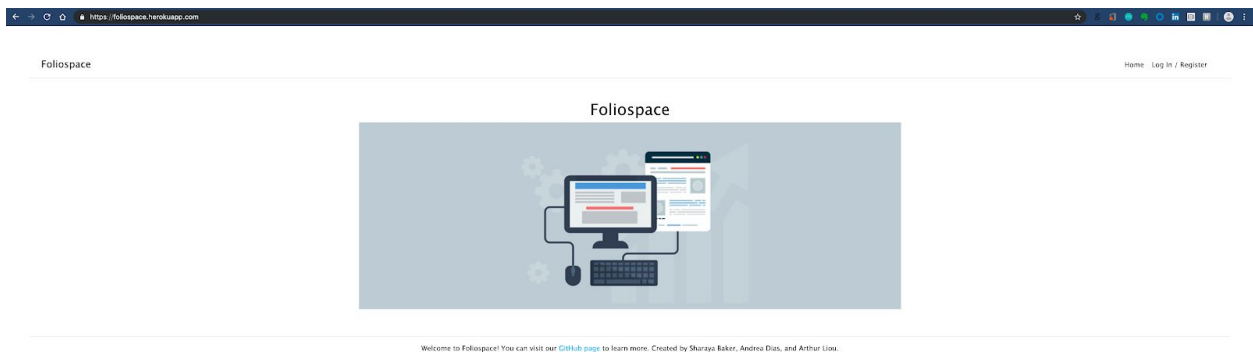 https://foliospace.herokuapp.com
Foliospace
Home Log In / Register
Foliospace
Welcome to Foliospace! You can visit our GitHub page to learn more. Created by Sharaya Baker, Andrea Dias, and Arthur Liou.